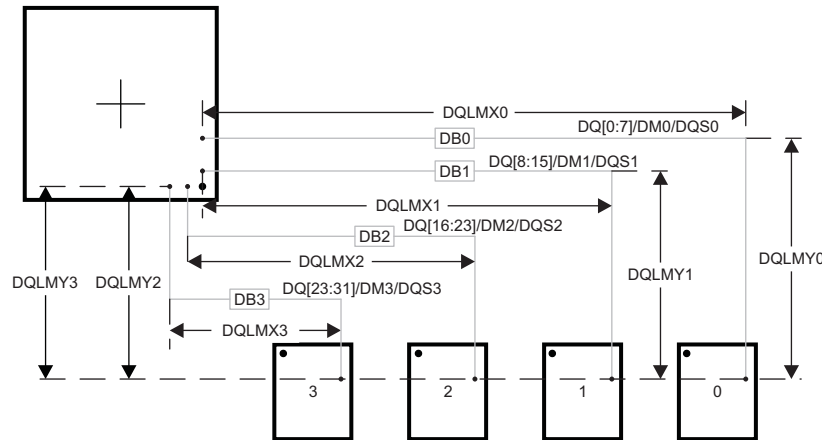 DQLMX0
DQ[0:7]/DM0/DQS0
DB0
DQ[8:15]/DM1/DQS1
DB1
DQLMX1
DQ[16:23]/DM2/DQS2
DB2
DQLMX2
DQLMY0
DQLMY1
DQLMY3
DQLMY2
DQ[23:31]/DM3/DQS3
DB3
DQLMX3
3
2
1
0